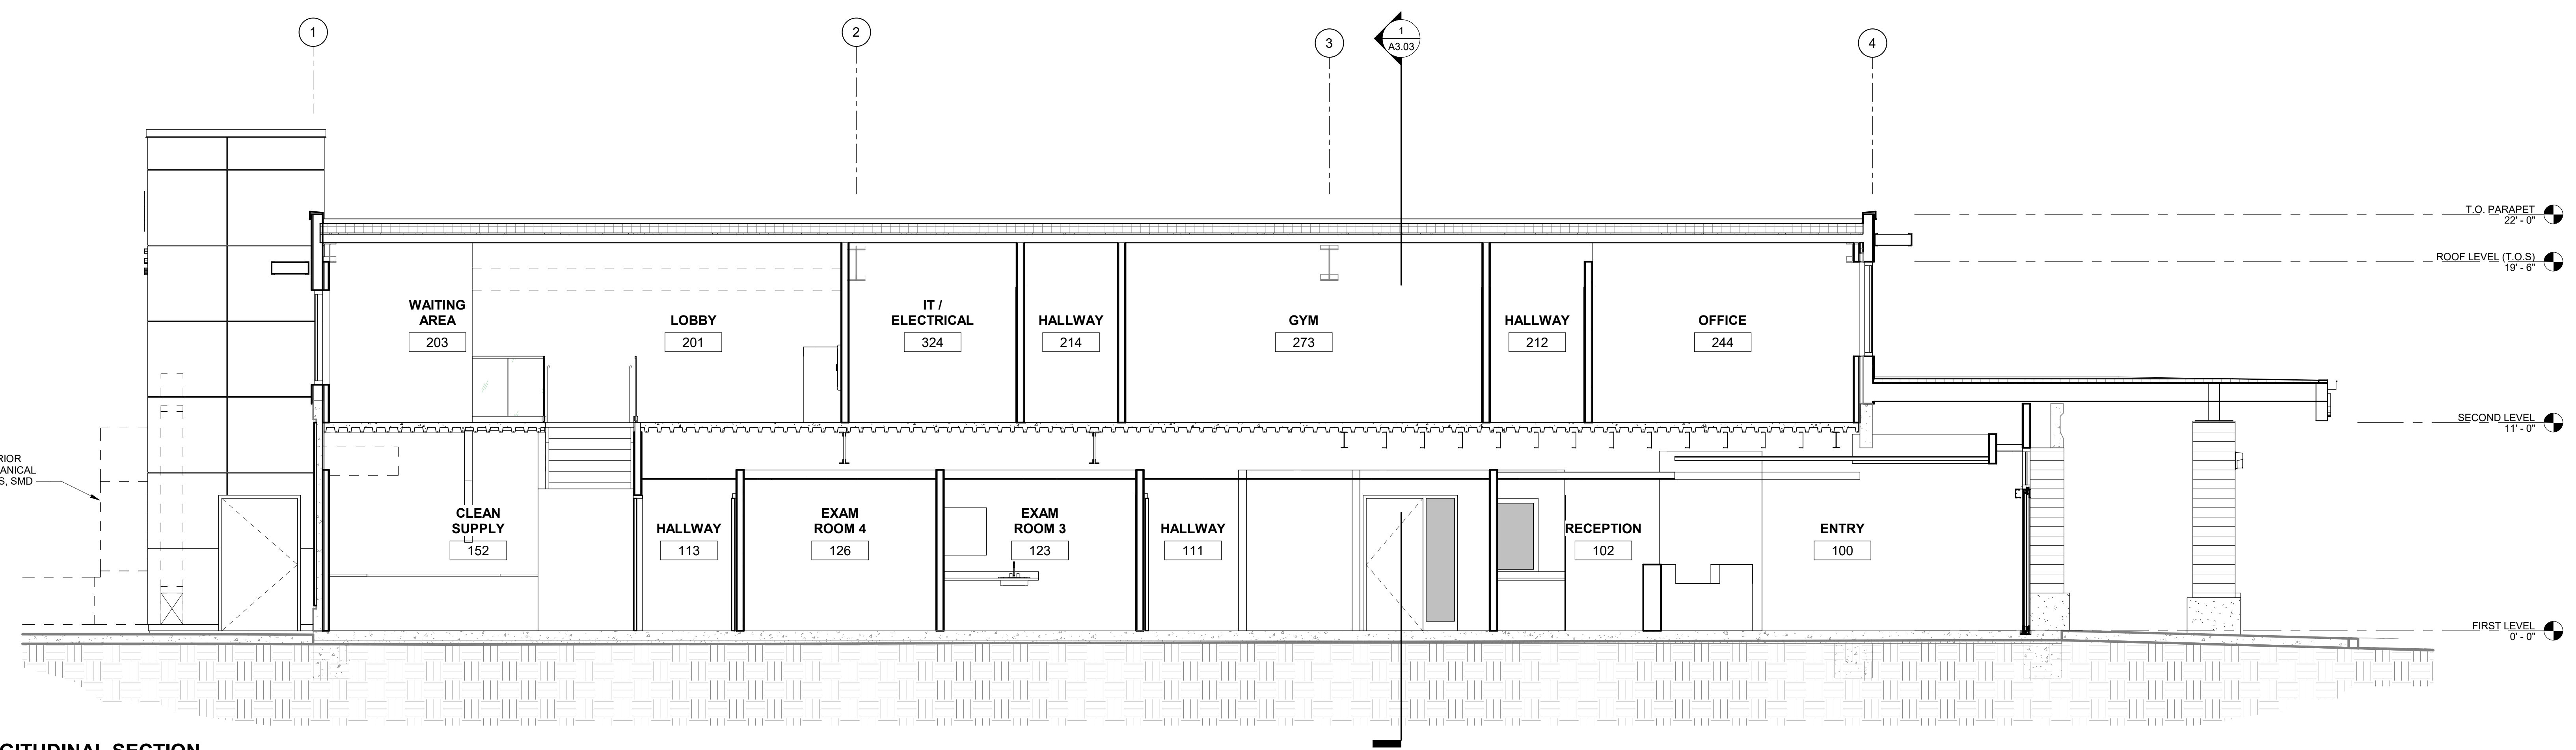 1
2
3
1
A3.03
4
T.O. PARAPET
22' - 0"
ROOF LEVEL (T.O.S)
19' - 6"
WAITING
AREA
203
LOBBY
201
IT /
ELECTRICAL
324
HALLWAY
214
GYM
273
HALLWAY
212
OFFICE
244
SECOND LEVEL
11' - 0"
RIOR
ANICAL
S, SMD
CLEAN
SUPPLY
152
HALLWAY
113
EXAM
ROOM 4
126
EXAM
ROOM 3
123
HALLWAY
111
RECEPTION
102
ENTRY
100
FIRST LEVEL
0' - 0"
GITUDINAL SECTION